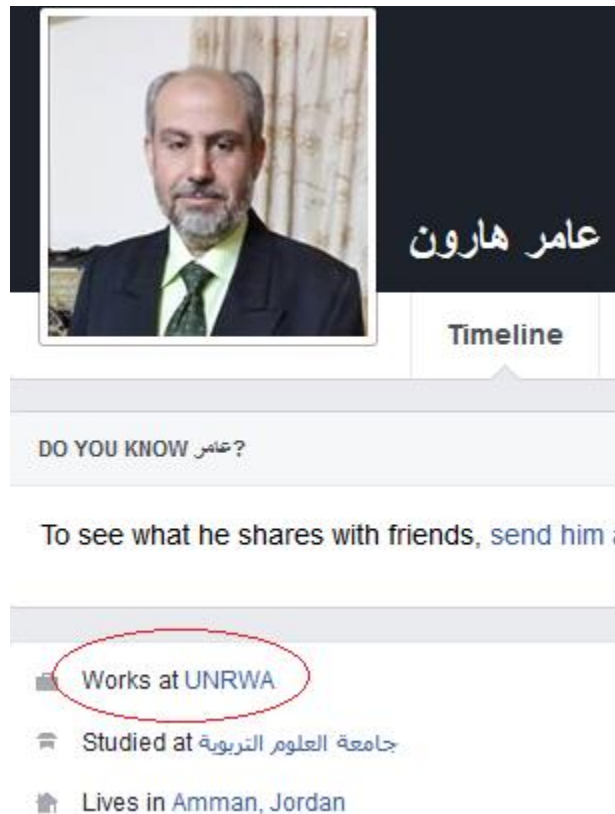 عامر هارون
Timeline
DO YOU KNOW عامر?
To see what he shares with friends, send him
Works at UNRWA
Studied at جامعة العلوم التربوية
Lives in Amman, Jordan